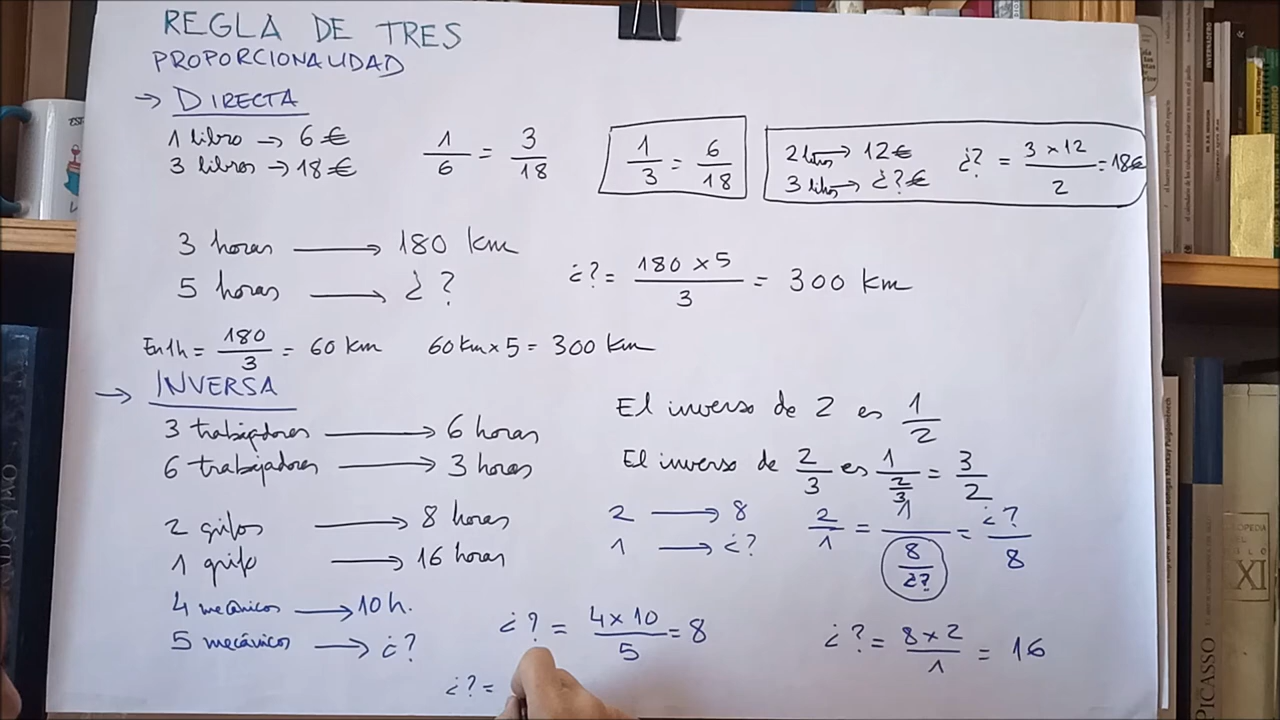 REGLA DE TRES
PROPORCIONALIDAD
→ DIRECTA
1 libro → 6 €
3 libros → 18 €
1/6 = 3/18
1/3 = 6/18
2 libros → 12 €
3 libros → ¿? €
¿? = 3 x 12 / 2 = 18 €
3 horas → 180 km
5 horas → ¿?
¿? = 180 x 5 / 3 = 300 km
En 1h = 180/3 = 60 km 60 km x 5 = 300 km
→ INVERSA
3 trabajadores → 6 horas
6 trabajadores → 3 horas
2 grifos → 8 horas
1 grifo → 16 horas
4 mecánicos → 10 h.
5 mecánicos → ¿?
¿? = 4 x 10 / 5 = 8
¿? =
El inverso de 2 es 1/2
El inverso de 2/3 es 1/(2/3) = 3/2
2 → 8
1 → ¿?
2/1 = 1/(8/¿?) = ¿?/8
¿? = 8 x 2 / 1 = 16
PICASSO
XI